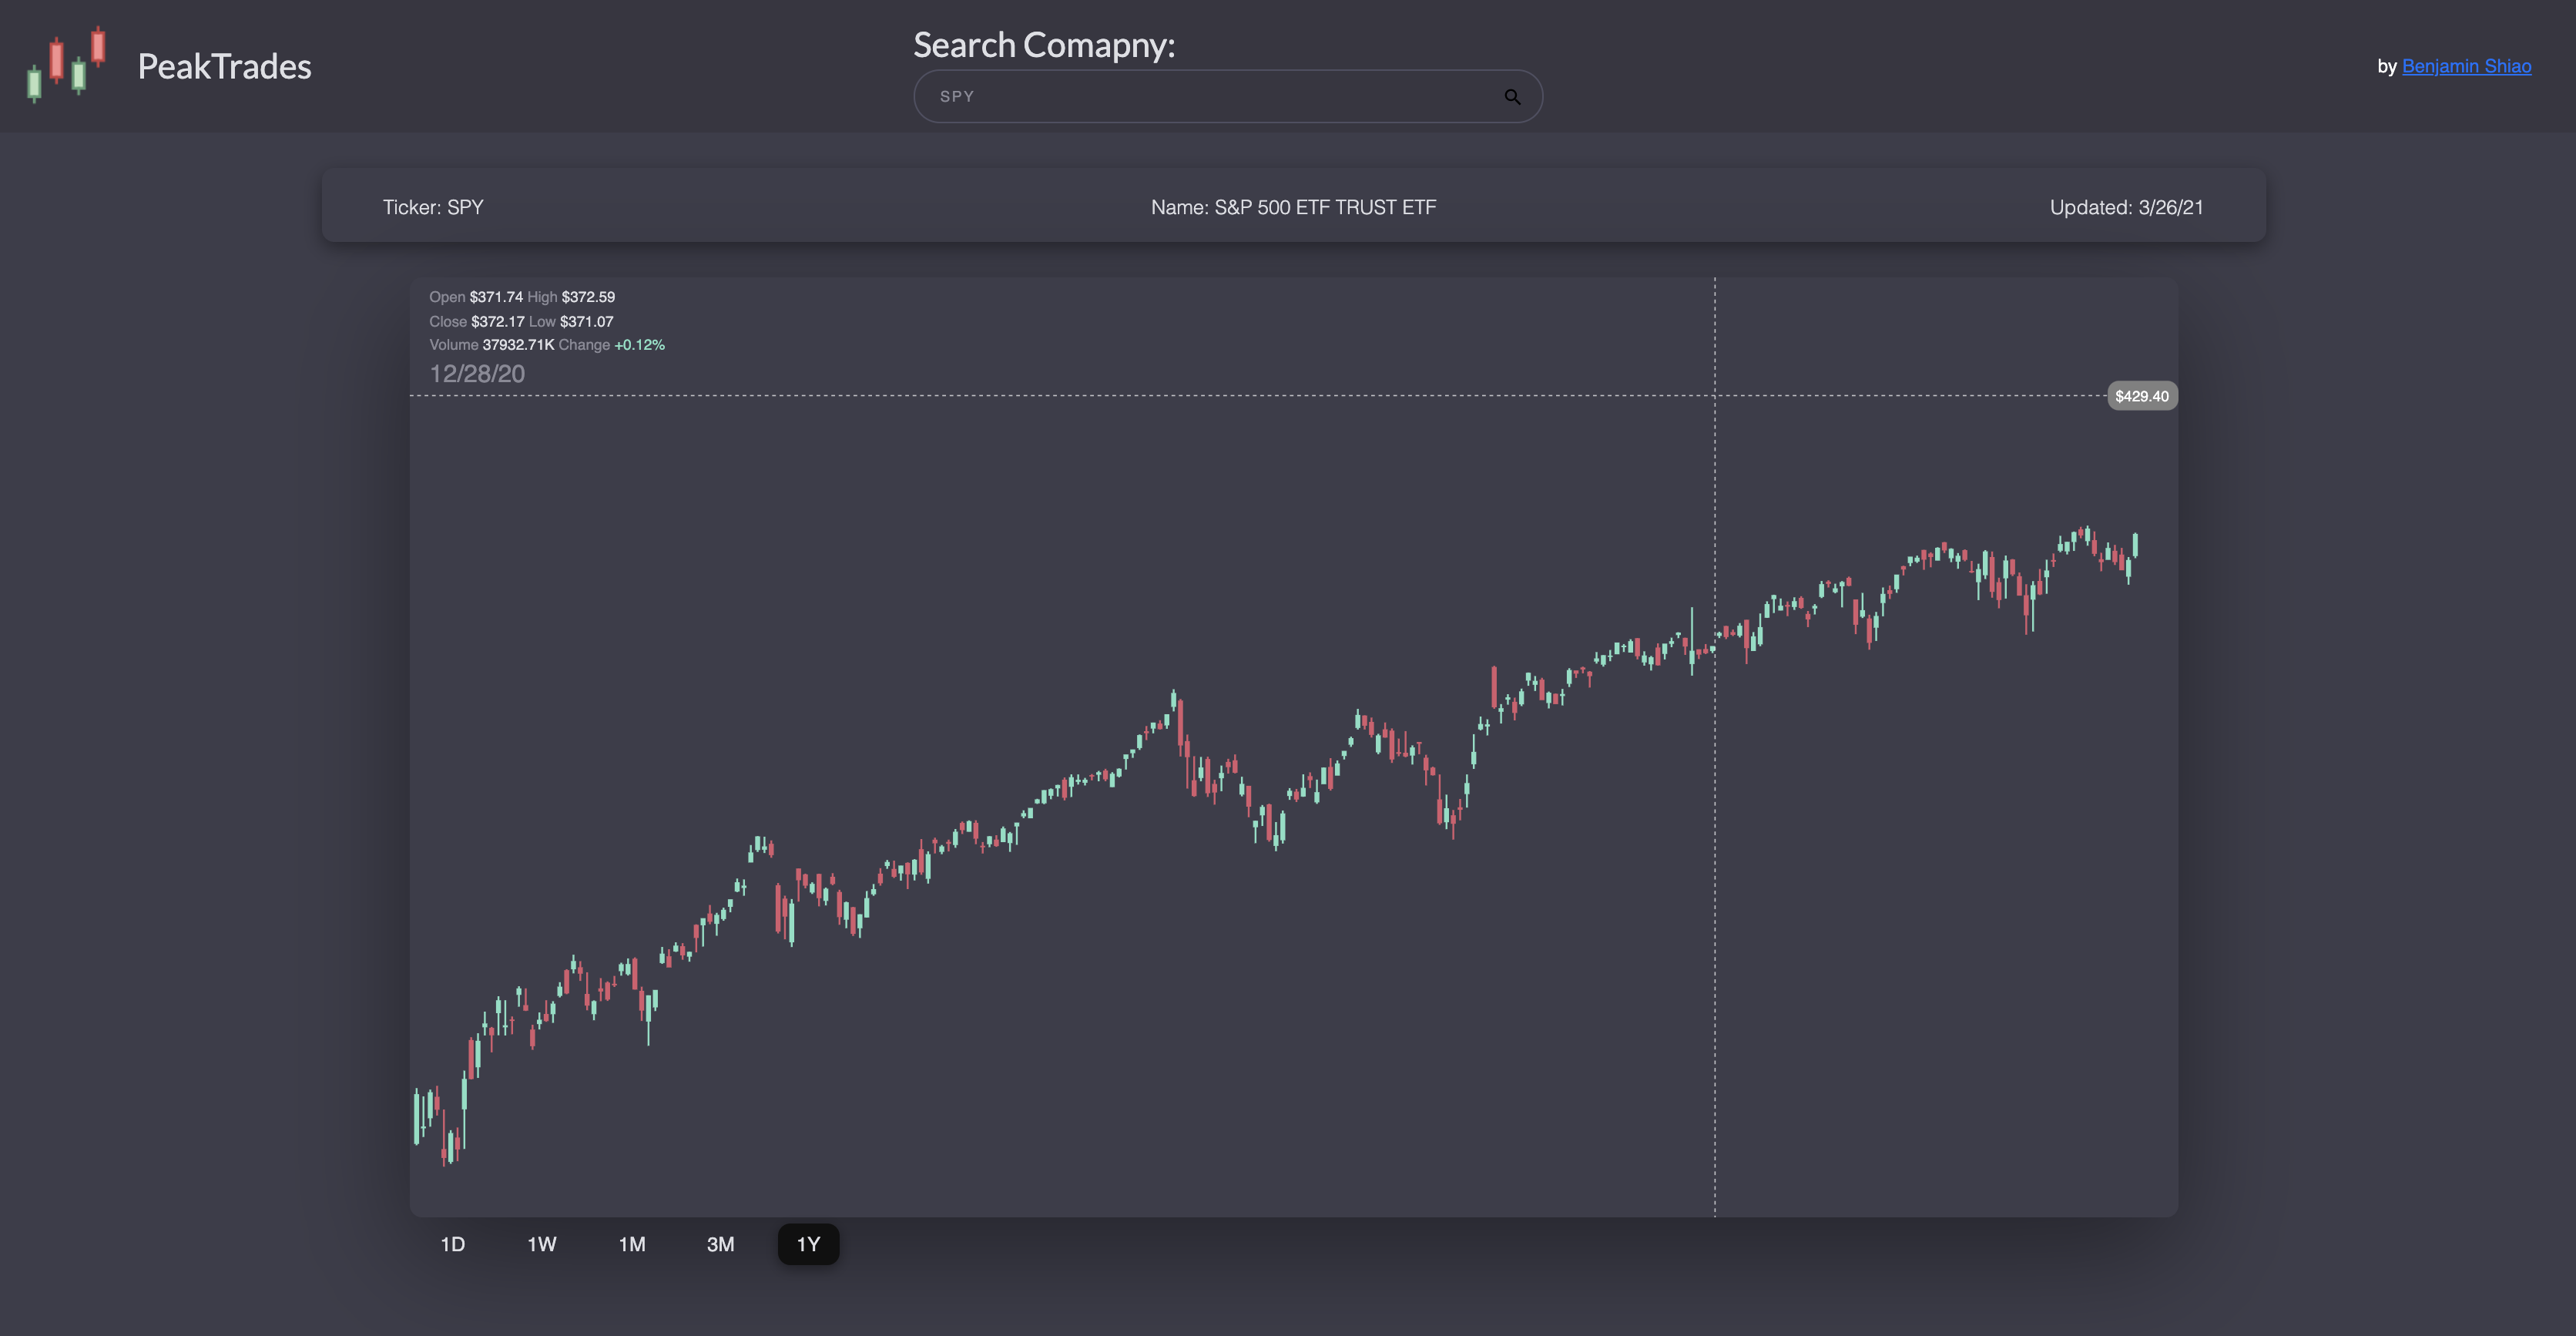 PeakTrades
Search Comapny:
SPY
by Benjamin Shiao
Ticker: SPY
Name: S&P 500 ETF TRUST ETF
Updated: 3/26/21
Open $371.74 High $372.59
Close $372.17 Low $371.07
Volume 37932.71K Change +0.12%
12/28/20
$429.40
1D 1W 1M 3M 1Y